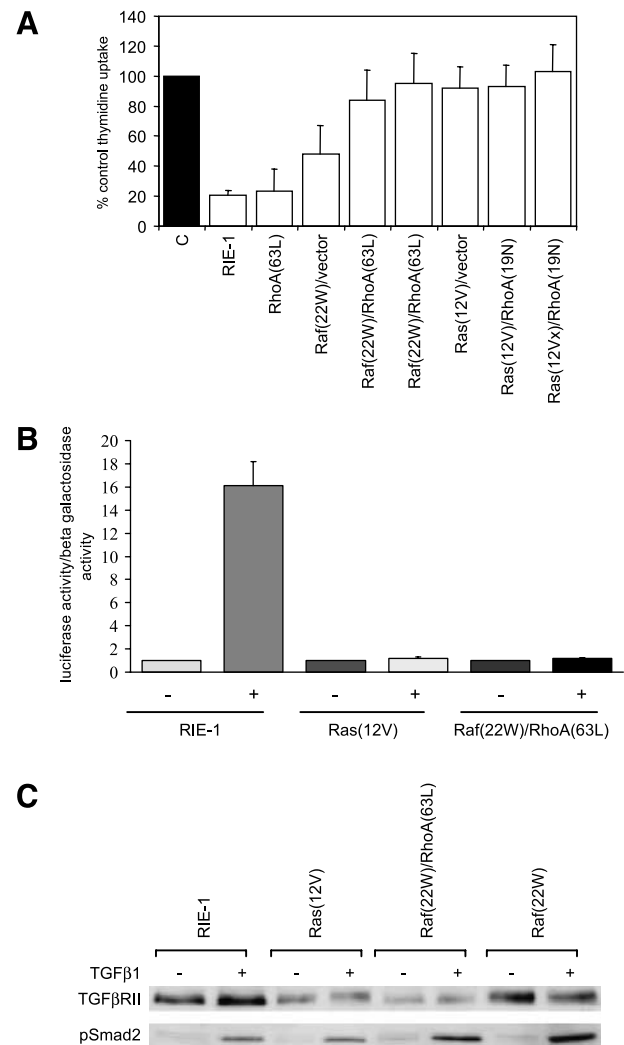 A
% control thymidine uptake
140
120
100
80
60
40
20
0
C
RIE-1
RhoA(63L)
Raf(22W)/vector
Raf(22W)/RhoA(63L)
Raf(22W)/RhoA(63L)
Ras(12V)/vector
Ras(12V)/RhoA(19N)
Ras(12Vx)/RhoA(19N)
B
luciferase activity/beta galactosidase
activity
20
18
16
14
12
10
8
6
4
2
0
- + - + - +
RIE-1 Ras(12V) Raf(22W)/RhoA(63L)
C
RIE-1
Ras(12V)
Raf(22W)/RhoA(63L)
Raf(22W)
TGFβ1 - + - + - + - +
TGFβRII
pSmad2